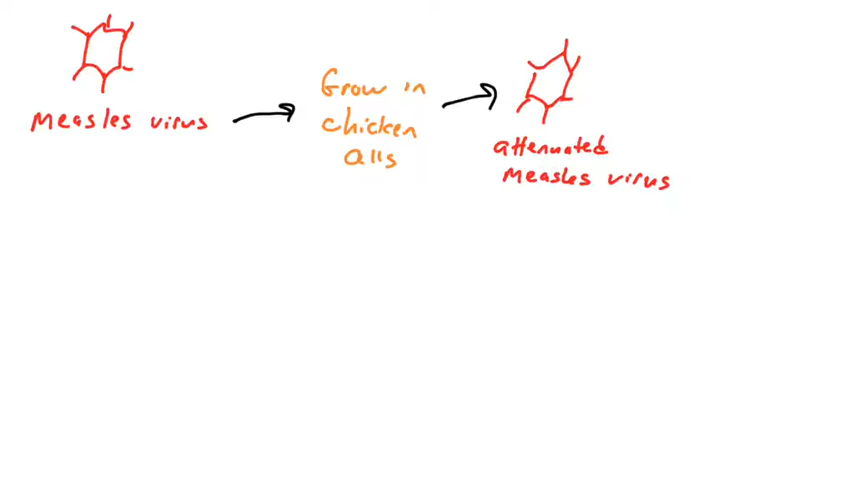 Measles virus
Grow in
chicken
cells
attenuated
Measles virus